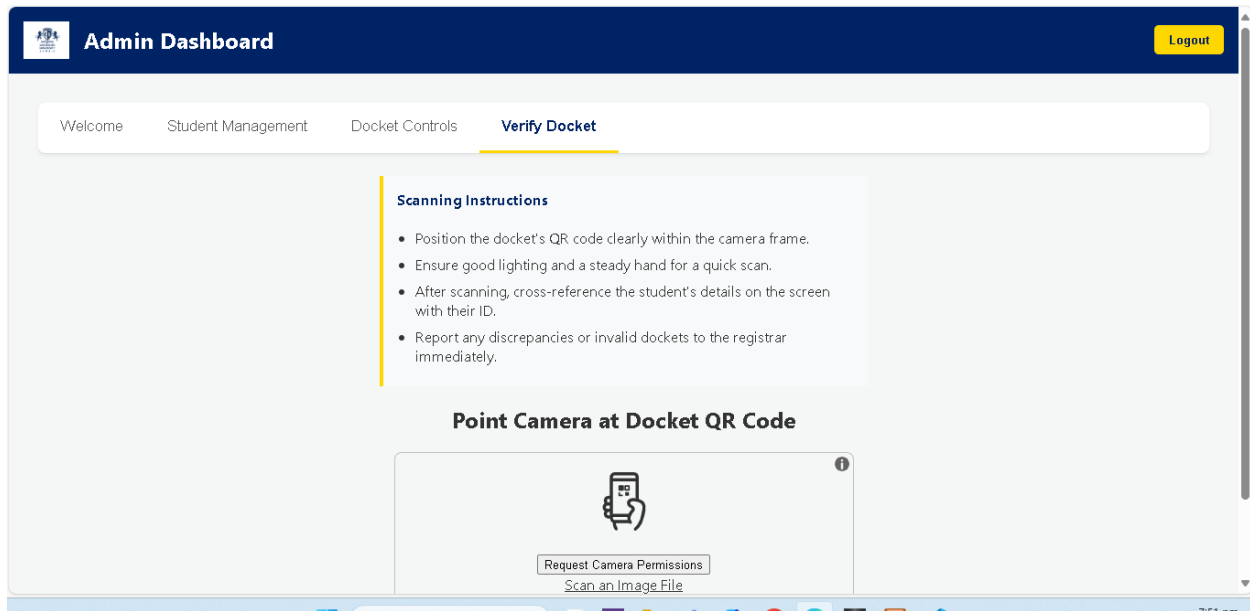 Admin Dashboard
Logout
Welcome
Student Management
Docket Controls
Verify Docket
Scanning Instructions
Position the docket's QR code clearly within the camera frame.
Ensure good lighting and a steady hand for a quick scan.
After scanning, cross-reference the student's details on the screen
with their ID.
Report any discrepancies or invalid dockets to the registrar
immediately.
Point Camera at Docket QR Code
Request Camera Permissions
Scan an Image File